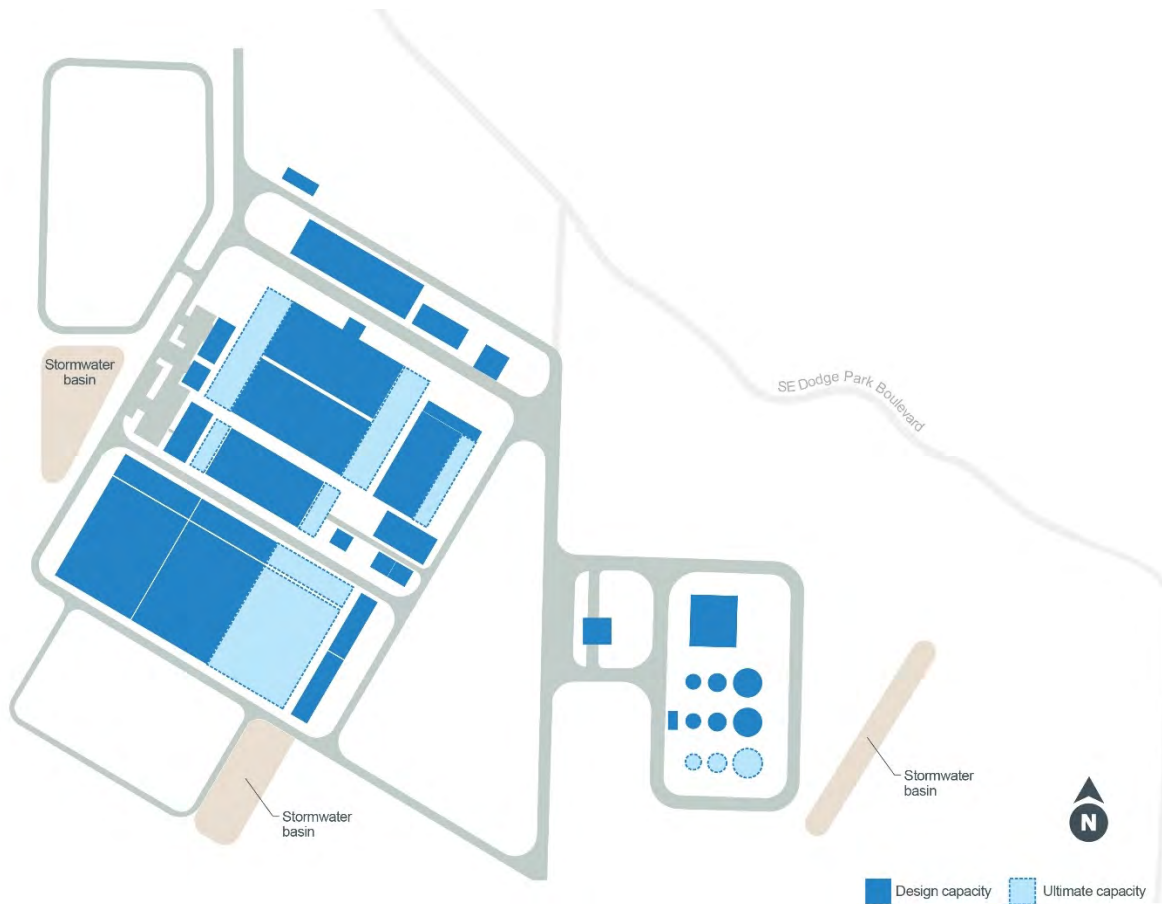 Stormwater
basin
SE Dodge Park Boulevard
Stormwater
basin
Stormwater
basin
N
Design capacity
Ultimate capacity